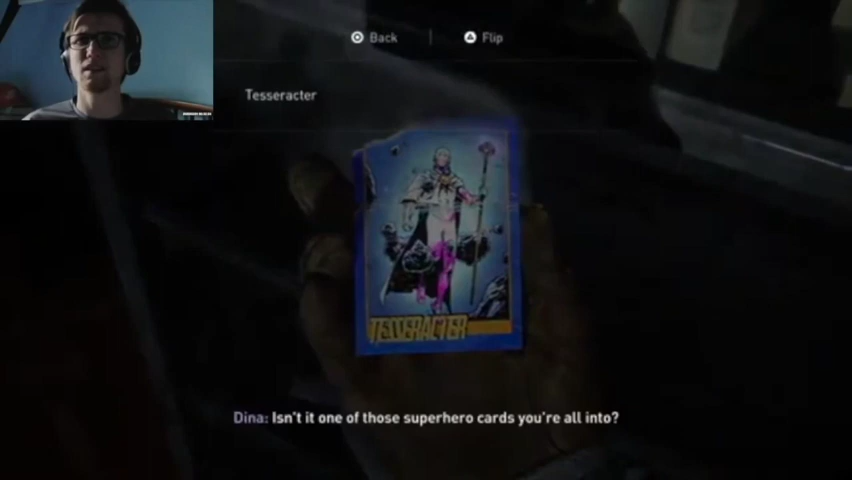 Back | Flip
Tesseracter
TESSERACTER
Dina: Isn't it one of those superhero cards you're all into?